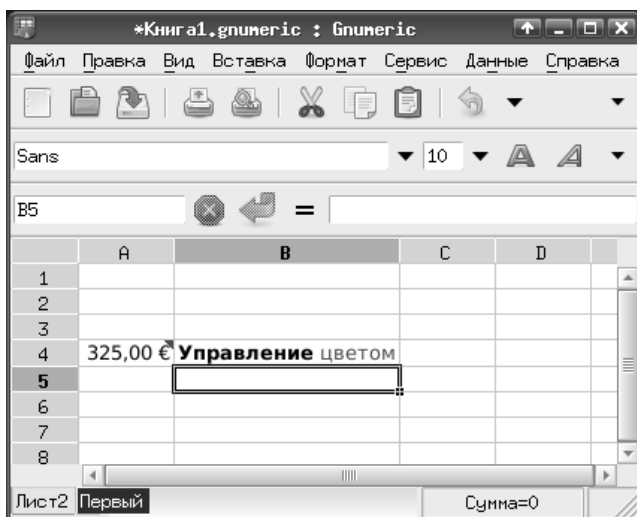 *Книга1.gnumeric : Gnumeric
Файл Правка Вид Вставка Формат Сервис Данные Справка
Sans 10 A A
B5 =
A B C D
1
2
3
4 325,00 € Управление цветом
5
6
7
8
Лист2 Первый Сумма=0